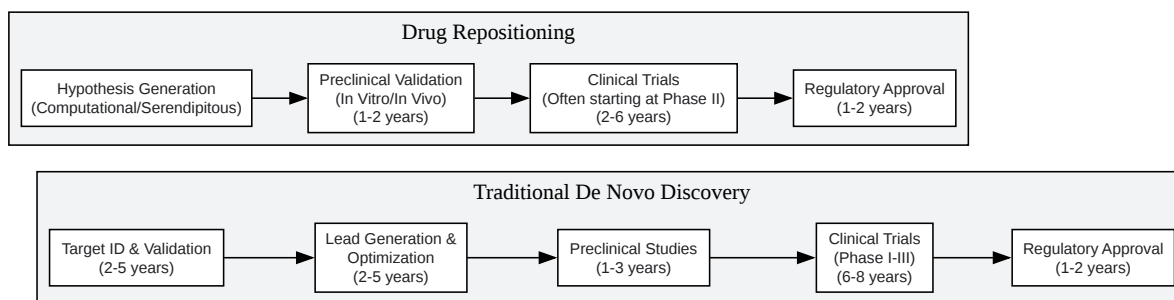 Drug Repositioning
Hypothesis Generation
(Computational/Serendipitous)
Preclinical Validation
(In Vitro/In Vivo)
(1-2 years)
Clinical Trials
(Often starting at Phase II)
(2-6 years)
Regulatory Approval
(1-2 years)
Traditional De Novo Discovery
Target ID & Validation
(2-5 years)
Lead Generation &
Optimization
(2-5 years)
Preclinical Studies
(1-3 years)
Clinical Trials
(Phase I-III)
(6-8 years)
Regulatory Approval
(1-2 years)